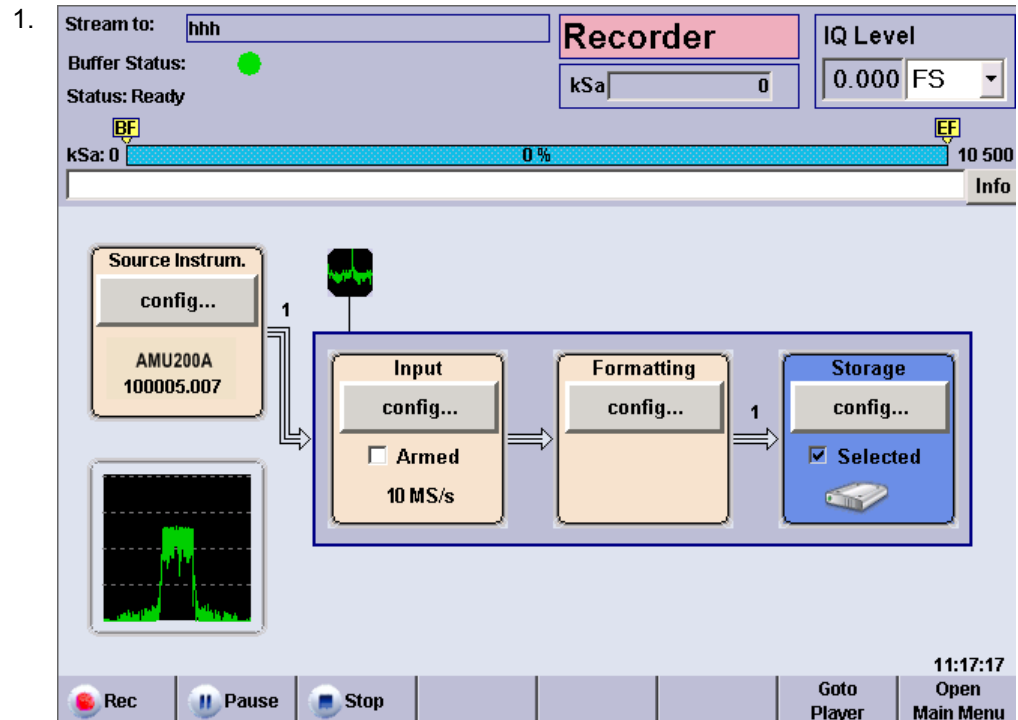 1.
Stream to: hhh
Recorder
IQ Level
Buffer Status:
kSa 0
0.000 FS
Status: Ready
BF
EF
kSa: 0
0 %
10 500
Info
Source Instrum.
config...
1
AMU200A
100005.007
Input
config...
Armed
10 MS/s
Formatting
config...
1
Storage
config...
Selected
11:17:17
Rec
Pause
Stop
Goto
Player
Open
Main Menu